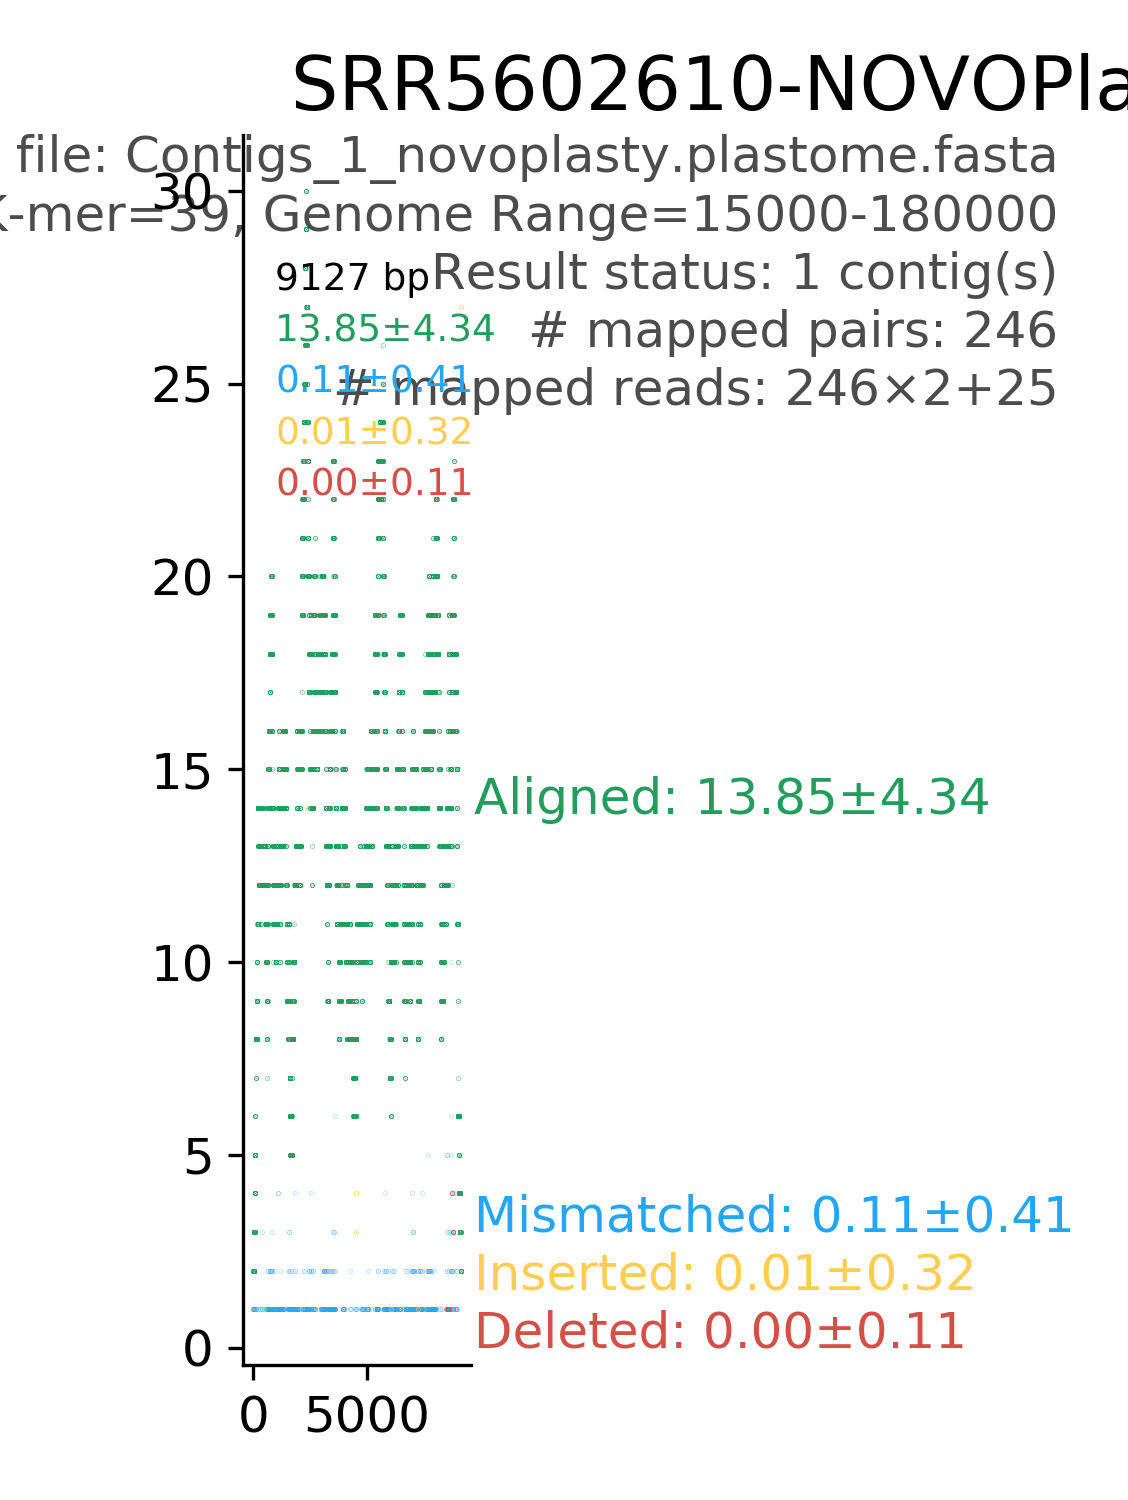 SRR5602610-NOVOPla
file: Contigs_1_novoplasty.plastome.fasta
K-mer=39, Genome Range=15000-180000
Result status: 1 contig(s)
# mapped pairs: 246
# mapped reads: 246×2+25
9127 bp
13.85±4.34
0.11±0.41
0.01±0.32
0.00±0.11
30
25
20
15
10
5
0
Aligned: 13.85±4.34
Mismatched: 0.11±0.41
Inserted: 0.01±0.32
Deleted: 0.00±0.11
0 5000